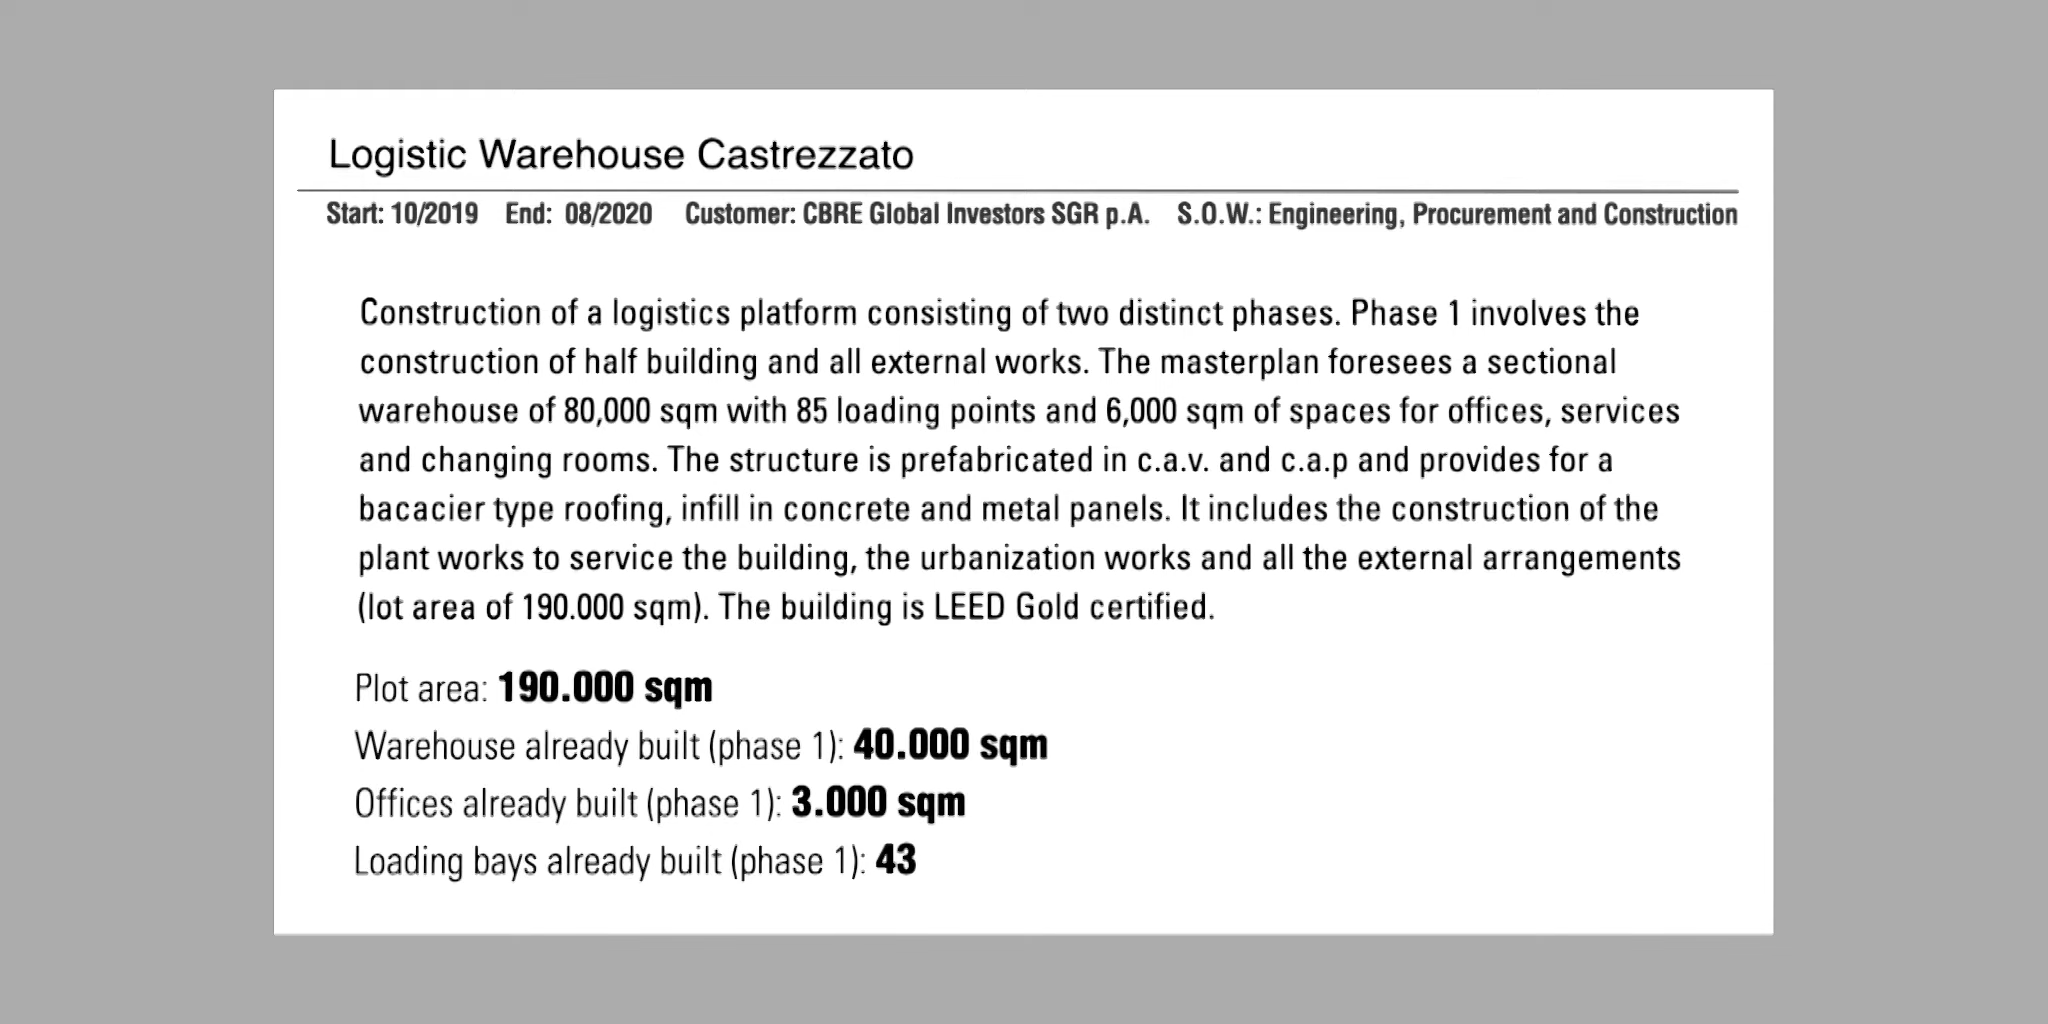 Logistic Warehouse Castrezzato
Start: 10/2019 End: 08/2020 Customer: CBRE Global Investors SGR p.A. S.O.W.: Engineering, Procurement and Construction
Construction of a logistics platform consisting of two distinct phases. Phase 1 involves the
construction of half building and all external works. The masterplan foresees a sectional
warehouse of 80,000 sqm with 85 loading points and 6,000 sqm of spaces for offices, services
and changing rooms. The structure is prefabricated in c.a.v. and c.a.p and provides for a
bacacier type roofing, infill in concrete and metal panels. It includes the construction of the
plant works to service the building, the urbanization works and all the external arrangements
(lot area of 190.000 sqm). The building is LEED Gold certified.
Plot area: 190.000 sqm
Warehouse already built (phase 1): 40.000 sqm
Offices already built (phase 1): 3.000 sqm
Loading bays already built (phase 1): 43